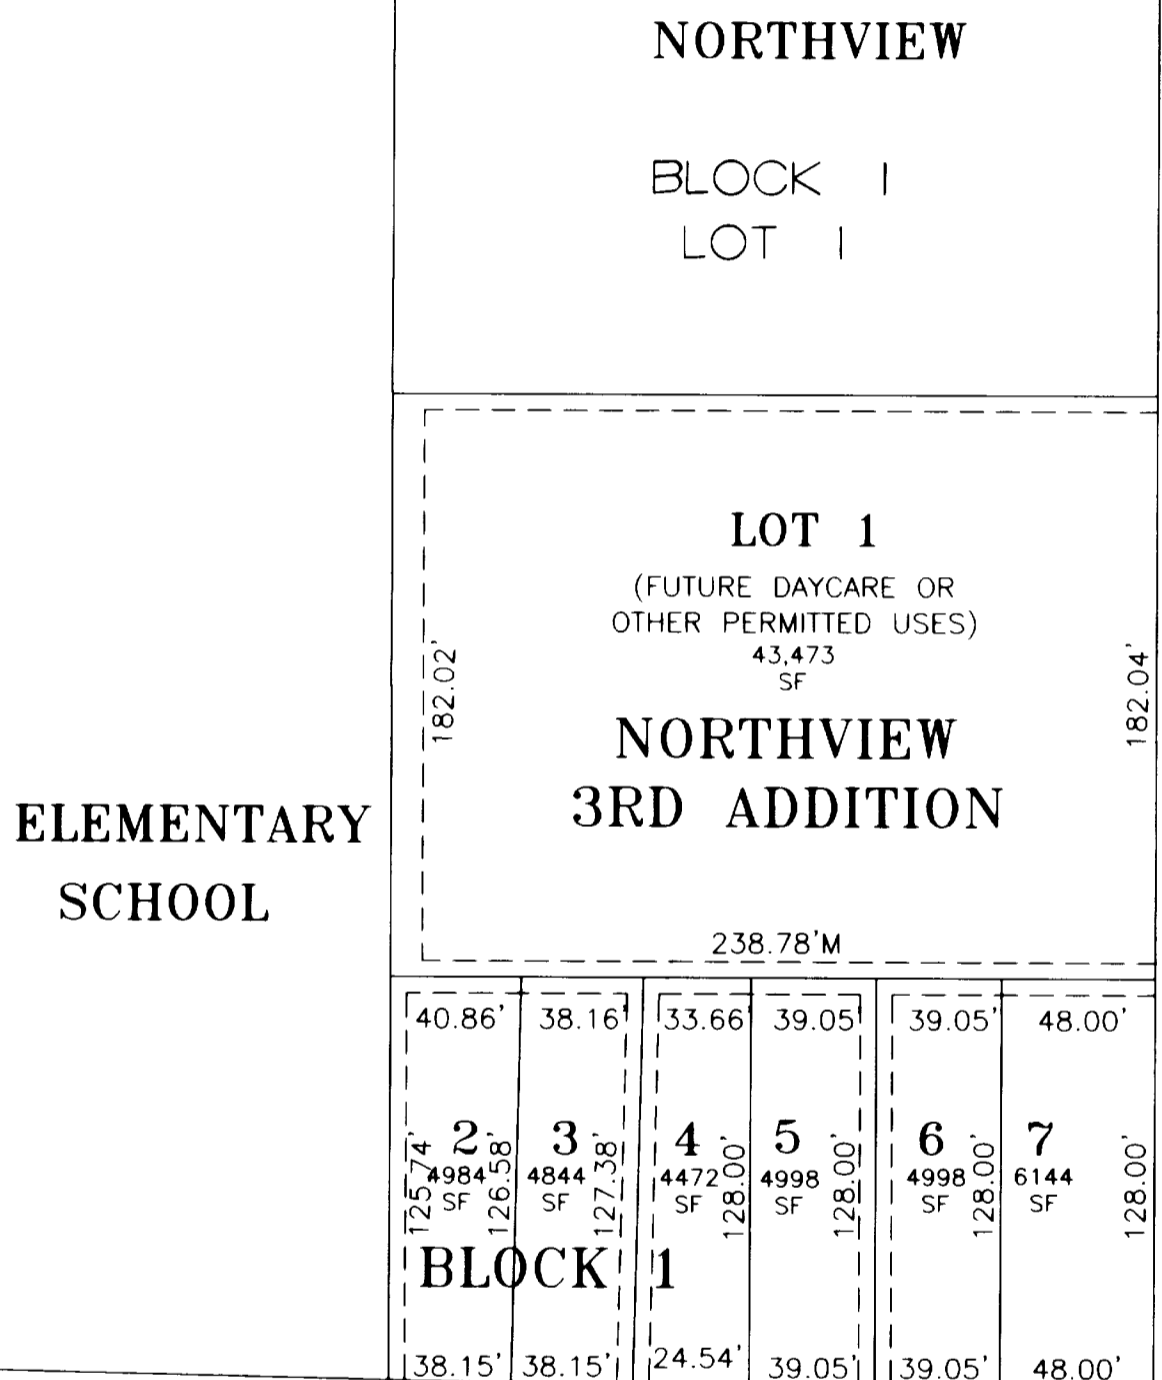 NORTHVIEW
BLOCK 1
LOT 1
LOT 1
(FUTURE DAYCARE OR
OTHER PERMITTED USES)
43,473
SF
182.02'
182.04'
NORTHVIEW
3RD ADDITION
ELEMENTARY
SCHOOL
238.78'M
40.86' 38.16' 33.66' 39.05' 39.05' 48.00'
2 3 4 5 6 7
4984 4844 4472 4998 4998 6144
SF SF SF SF SF SF
125.74' 126.58' 127.38' 128.00' 128.00' 128.00' 128.00'
BLOCK 1
38.15' 38.15' 24.54' 39.05' 39.05' 48.00'